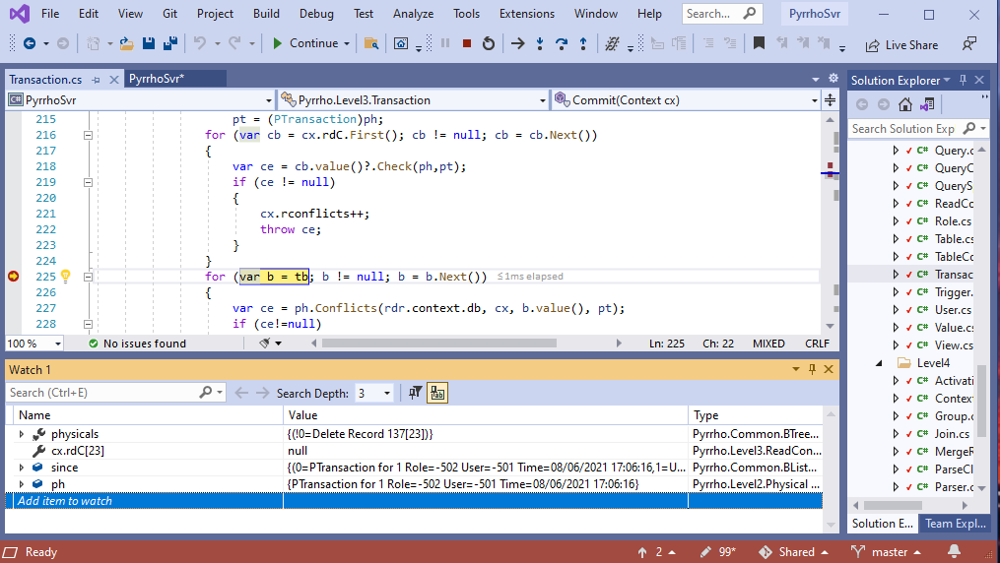 File Edit View Git Project Build Debug Test Analyze Tools Extensions Window Help Search... PyrrhoSvr
Continue Live Share
Transaction.cs PyrrhoSvr*
PyrrhoSvr Pyrrho.Level3.Transaction Commit(Context cx)
215 pt = (PTransaction)ph;
216 for (var cb = cx.rdC.First(); cb != null; cb = cb.Next())
217 {
218 var ce = cb.value()?.Check(ph,pt);
219 if (ce != null)
220 {
221 cx.rconflicts++;
222 throw ce;
223 }
224 }
225 for (var b = tb; b != null; b = b.Next()) ≤1ms elapsed
226 {
227 var ce = ph.Conflicts(rdr.context.db, cx, b.value(), pt);
228 if (ce!=null)
100 % No issues found Ln: 225 Ch: 22 MIXED CRLF
Watch 1
Search (Ctrl+E) Search Depth: 3
Name Value Type
physicals {(!0=Delete Record 137[23])} Pyrrho.Common.BTree...
cx.rdC[23] null Pyrrho.Level3.ReadCon...
since {(0=PTransaction for 1 Role=-502 User=-501 Time=08/06/2021 17:06:16,1=U... Pyrrho.Common.BList...
ph {PTransaction for 1 Role=-502 User=-501 Time=08/06/2021 17:06:16} Pyrrho.Level2.Physical ...
Add item to watch
Solution Explorer
Search Solution Exp
C# Query.c
C# QueryC
C# QueryS
C# ReadCo
C# Role.cs
C# Table.cs
C# TableCo
C# Transac
C# Trigger.
C# User.cs
C# Value.cs
C# View.cs
Level4
C# Activati
C# Contex
C# Group.c
C# Join.cs
C# MergeR
C# ParseCl
C# Parser.c
Solution E... Team Expl...
Ready 2 99* Shared master